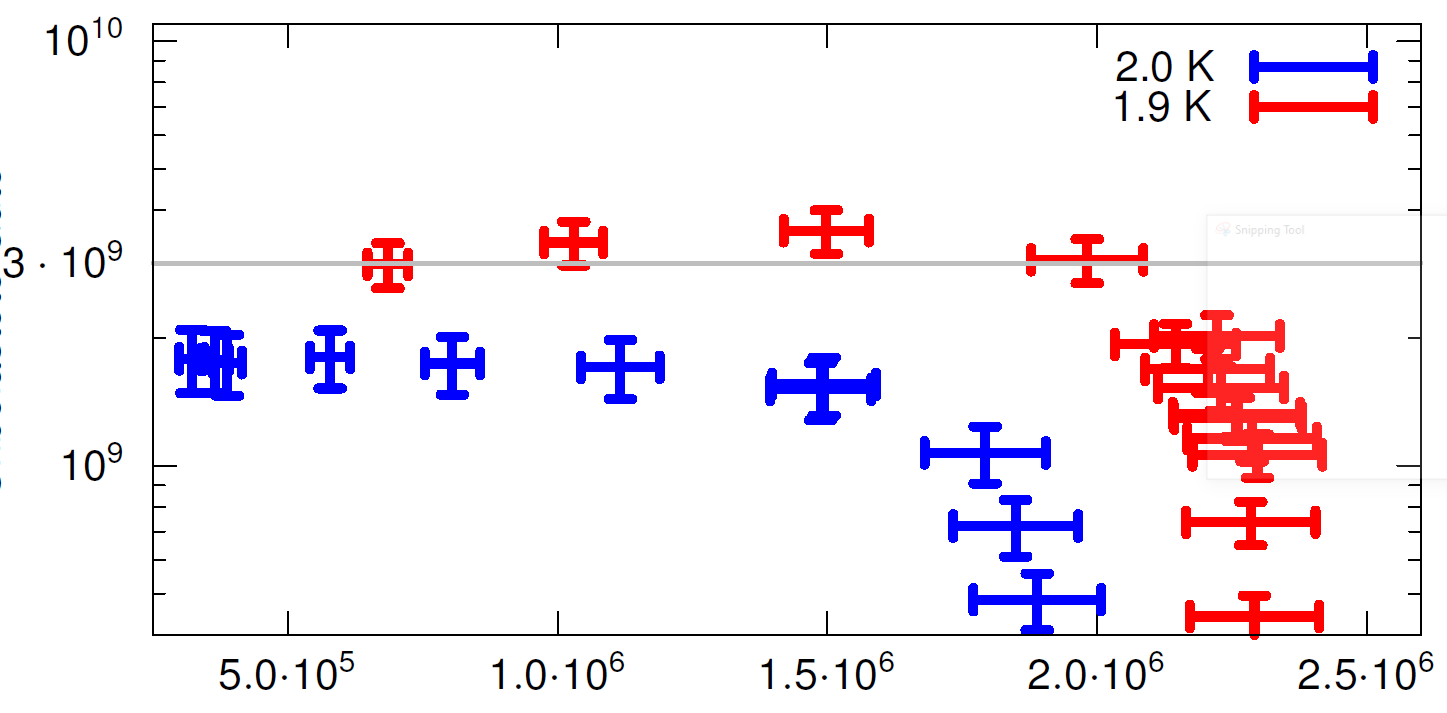 10¹⁰
2.0 K
1.9 K
3 · 10⁹
Snipping Tool
10⁹
5.0·10⁵
1.0·10⁶
1.5·10⁶
2.0·10⁶
2.5·10⁶